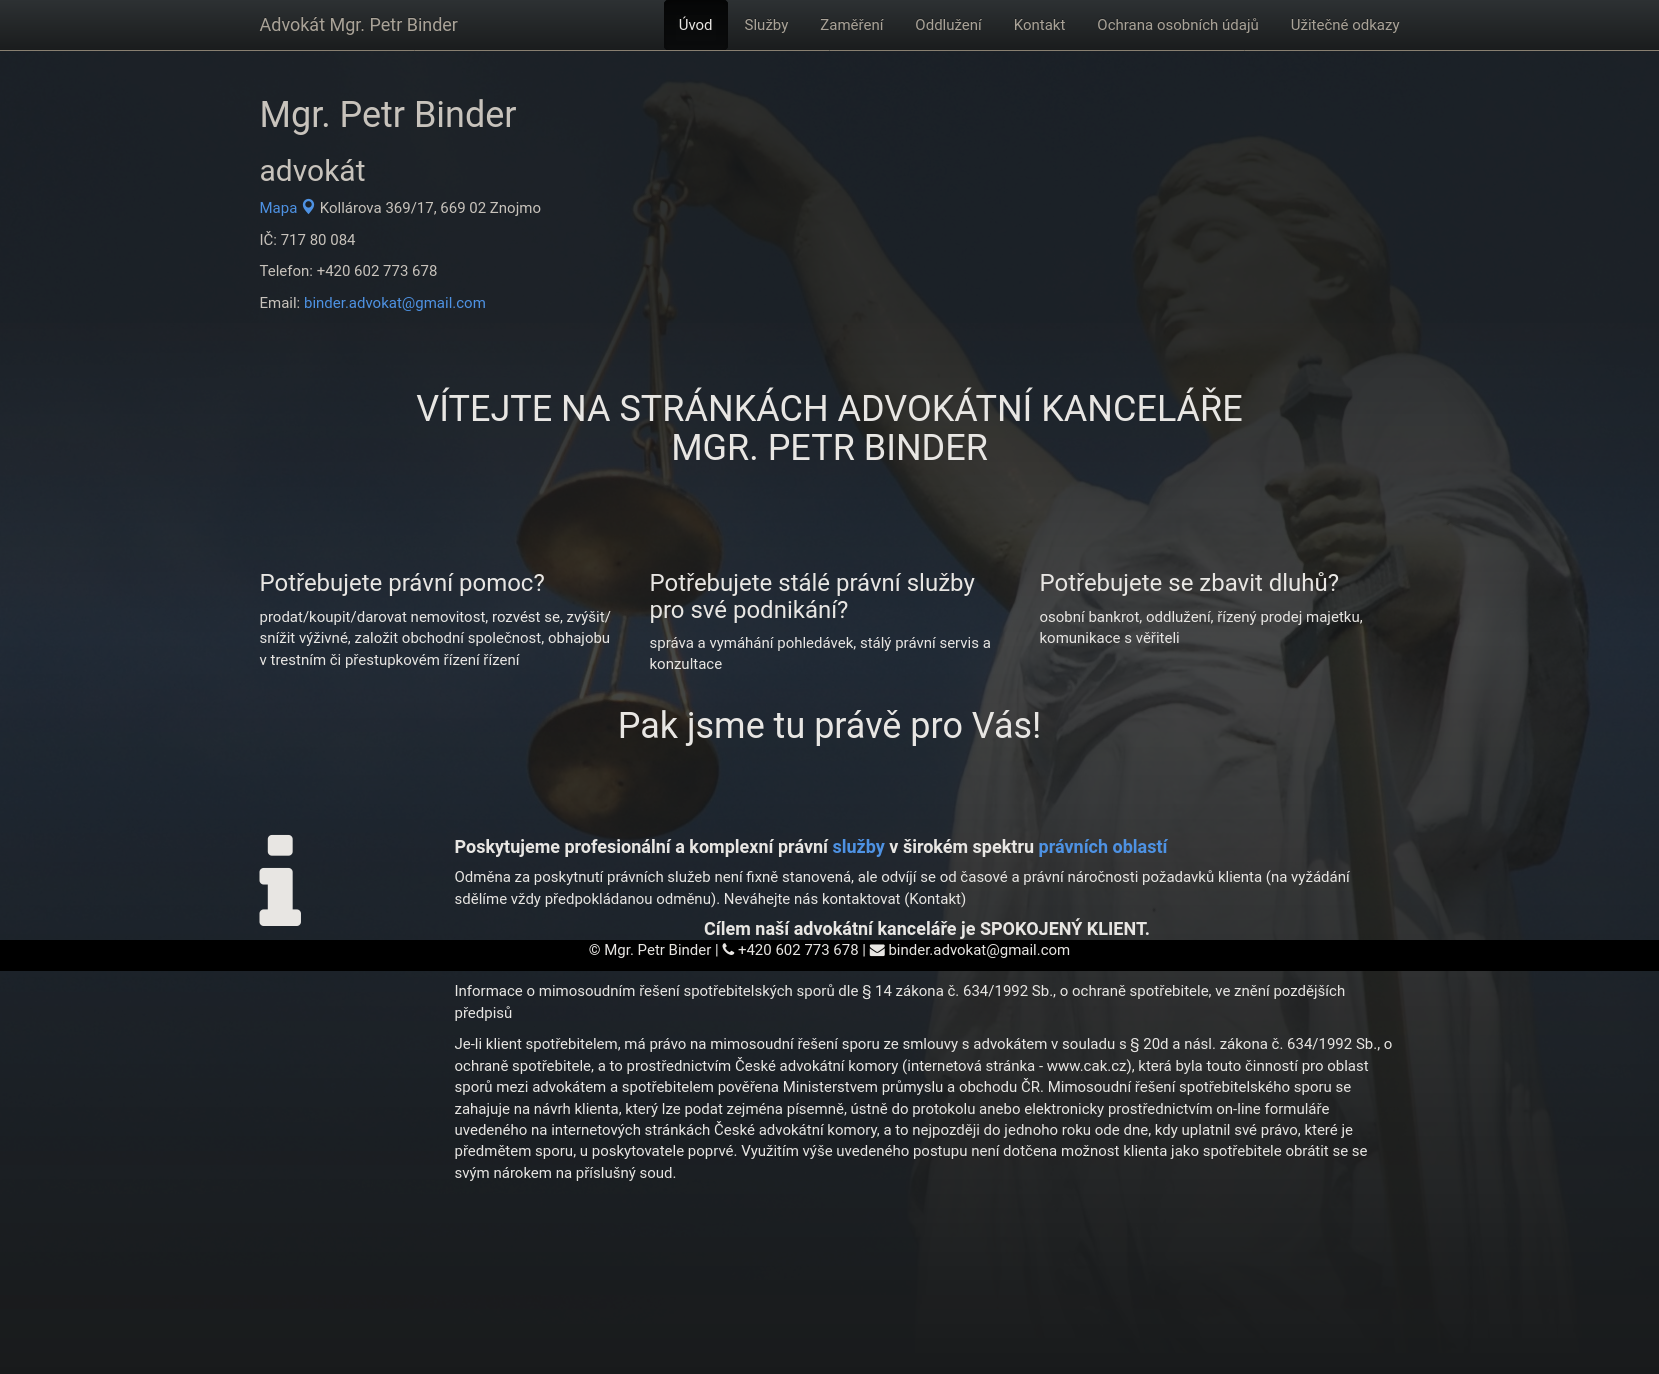 Advokát Mgr. Petr Binder
Úvod Služby Zaměření Oddlužení Kontakt Ochrana osobních údajů Užitečné odkazy
Mgr. Petr Binder
advokát
Mapa Kollárova 369/17, 669 02 Znojmo
IČ: 717 80 084
Telefon: +420 602 773 678
Email: binder.advokat@gmail.com
VÍTEJTE NA STRÁNKÁCH ADVOKÁTNÍ KANCELÁŘE
MGR. PETR BINDER
Potřebujete právní pomoc?
prodat/koupit/darovat nemovitost, rozvést se, zvýšit/
snížit výživné, založit obchodní společnost, obhajobu
v trestním či přestupkovém řízení řízení
Potřebujete stálé právní služby
pro své podnikání?
správa a vymáhání pohledávek, stálý právní servis a
konzultace
Potřebujete se zbavit dluhů?
osobní bankrot, oddlužení, řízený prodej majetku,
komunikace s věřiteli
Pak jsme tu právě pro Vás!
Poskytujeme profesionální a komplexní právní služby v širokém spektru právních oblastí
Odměna za poskytnutí právních služeb není fixně stanovená, ale odvíjí se od časové a právní náročnosti požadavků klienta (na vyžádání
sdělíme vždy předpokládanou odměnu). Neváhejte nás kontaktovat (Kontakt)
Cílem naší advokátní kanceláře je SPOKOJENÝ KLIENT.
© Mgr. Petr Binder | +420 602 773 678 | binder.advokat@gmail.com
Informace o mimosoudním řešení spotřebitelských sporů dle § 14 zákona č. 634/1992 Sb., o ochraně spotřebitele, ve znění pozdějších
předpisů
Je-li klient spotřebitelem, má právo na mimosoudní řešení sporu ze smlouvy s advokátem v souladu s § 20d a násl. zákona č. 634/1992 Sb., o
ochraně spotřebitele, a to prostřednictvím České advokátní komory (internetová stránka - www.cak.cz), která byla touto činností pro oblast
sporů mezi advokátem a spotřebitelem pověřena Ministerstvem průmyslu a obchodu ČR. Mimosoudní řešení spotřebitelského sporu se
zahajuje na návrh klienta, který lze podat zejména písemně, ústně do protokolu anebo elektronicky prostřednictvím on-line formuláře
uvedeného na internetových stránkách České advokátní komory, a to nejpozději do jednoho roku ode dne, kdy uplatnil své právo, které je
předmětem sporu, u poskytovatele poprvé. Využitím výše uvedeného postupu není dotčena možnost klienta jako spotřebitele obrátit se se
svým nárokem na příslušný soud.